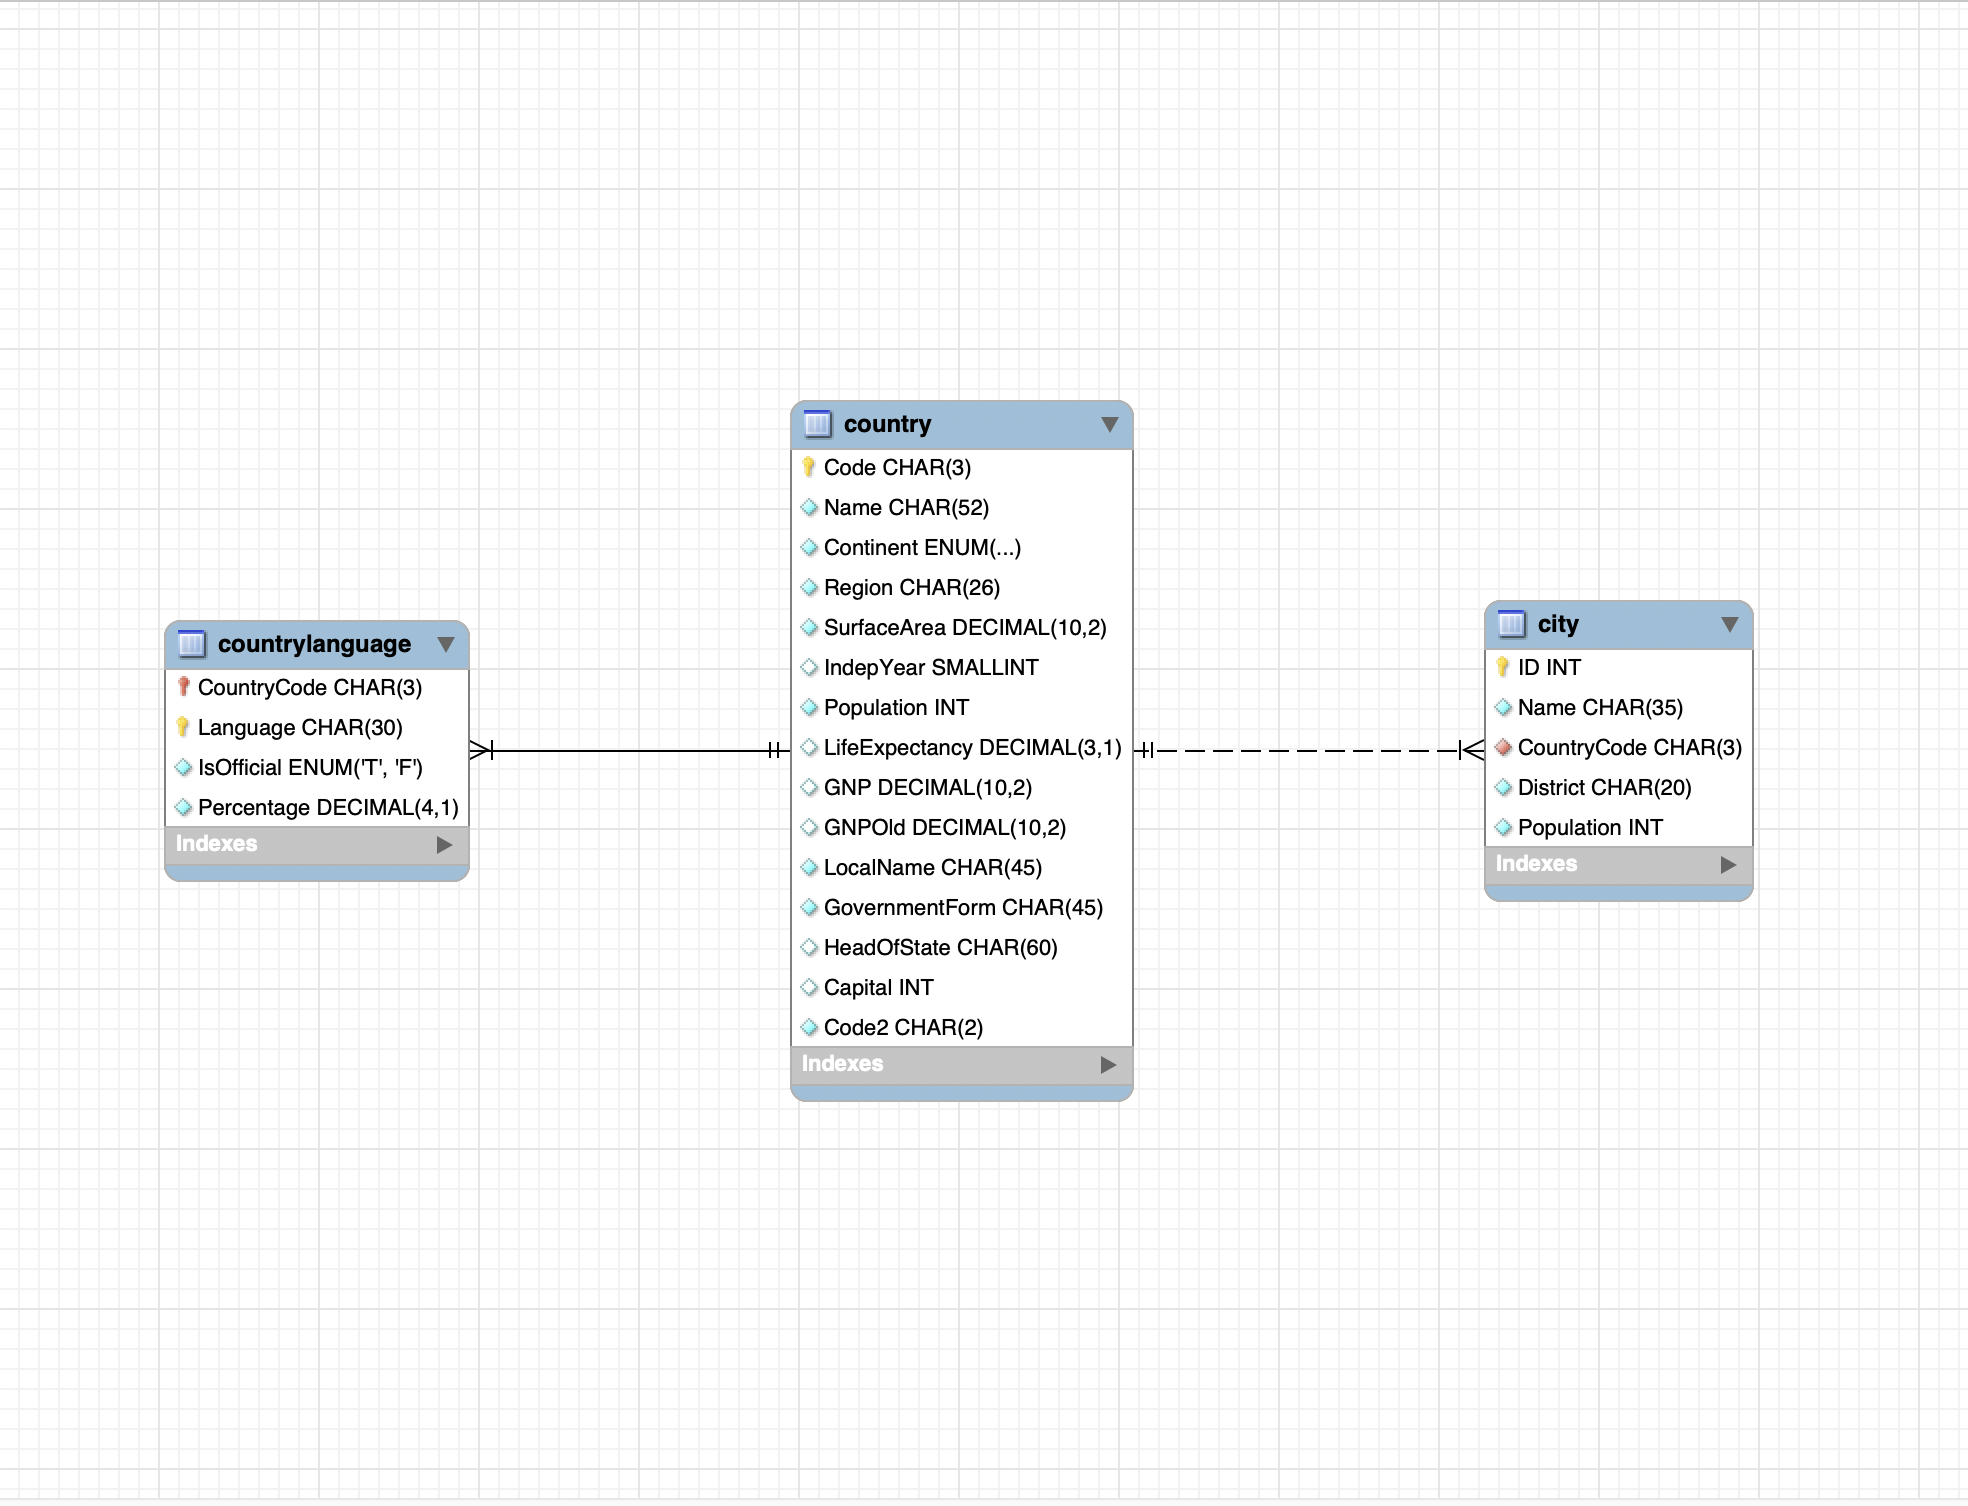 countrylanguage
CountryCode CHAR(3)
Language CHAR(30)
IsOfficial ENUM('T', 'F')
Percentage DECIMAL(4,1)
Indexes
country
Code CHAR(3)
Name CHAR(52)
Continent ENUM(...)
Region CHAR(26)
SurfaceArea DECIMAL(10,2)
IndepYear SMALLINT
Population INT
LifeExpectancy DECIMAL(3,1)
GNP DECIMAL(10,2)
GNPOld DECIMAL(10,2)
LocalName CHAR(45)
GovernmentForm CHAR(45)
HeadOfState CHAR(60)
Capital INT
Code2 CHAR(2)
Indexes
city
ID INT
Name CHAR(35)
CountryCode CHAR(3)
District CHAR(20)
Population INT
Indexes